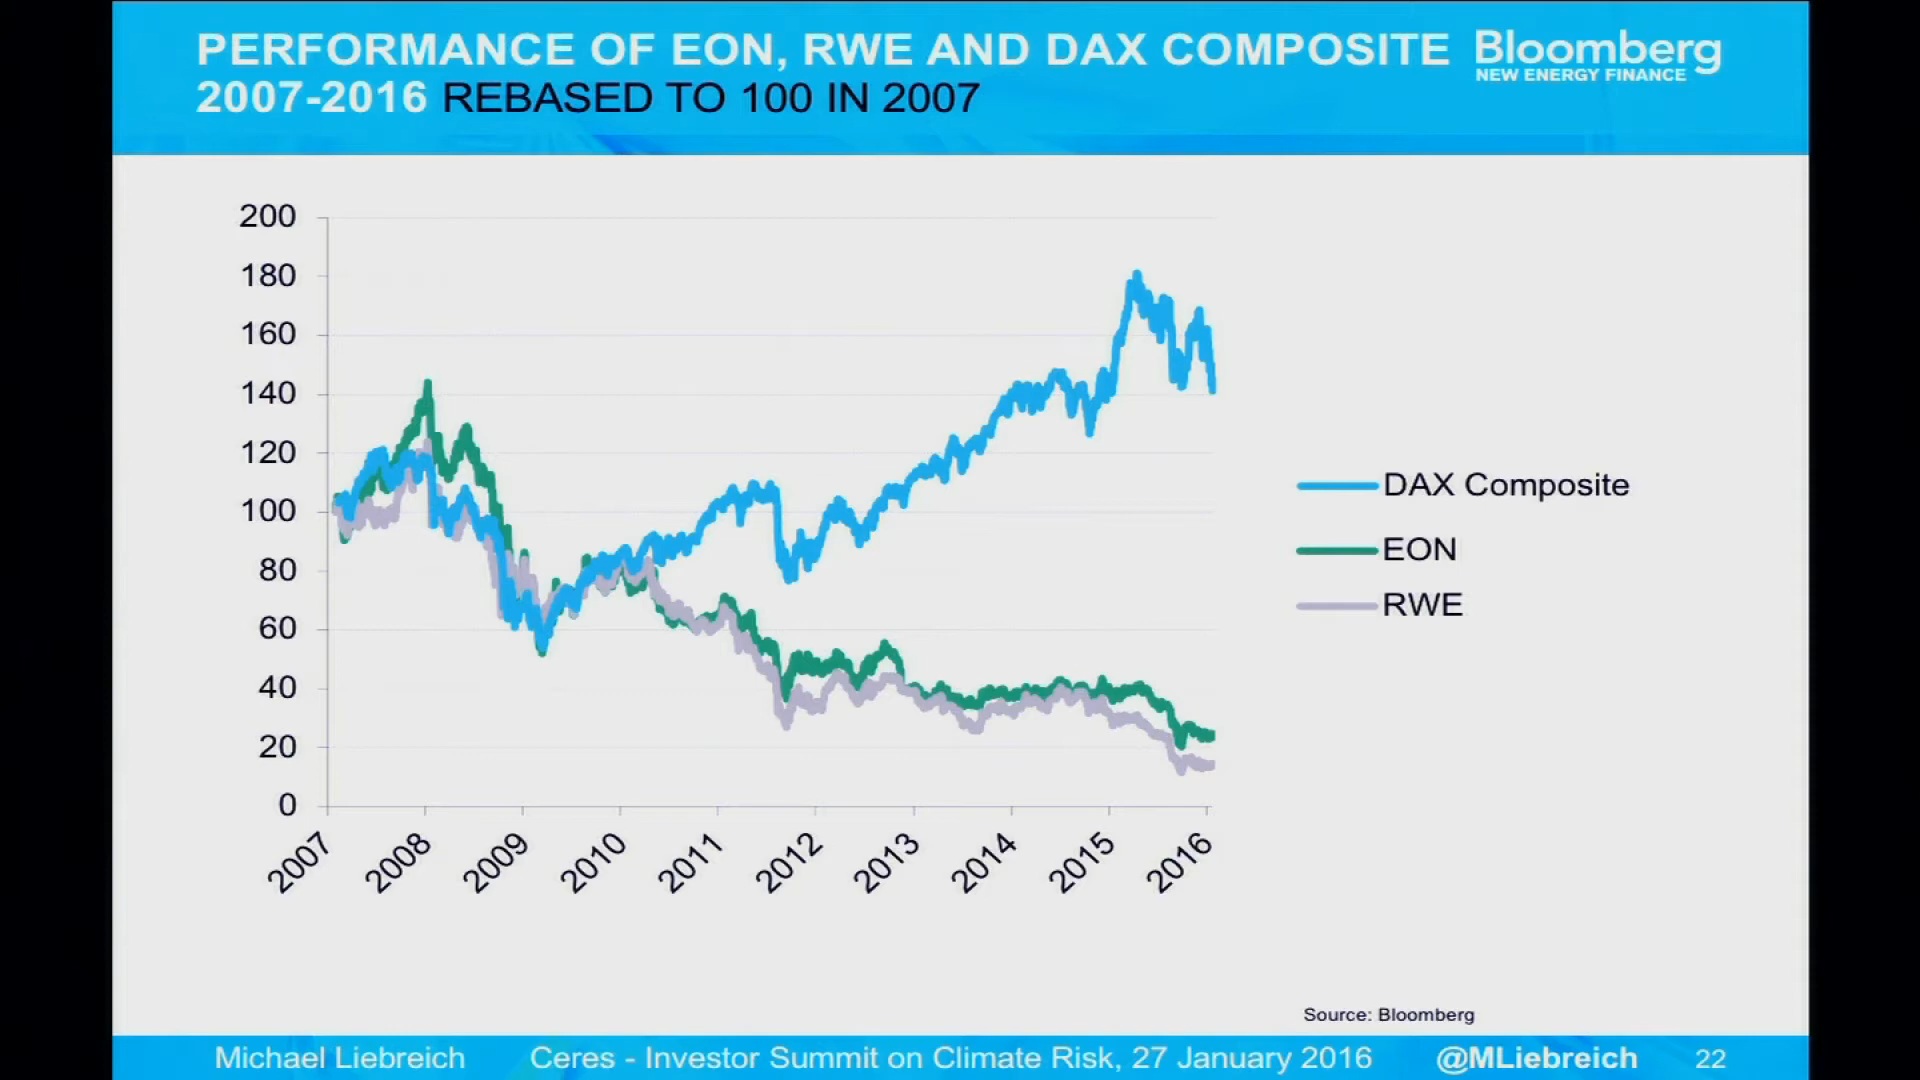 PERFORMANCE OF EON, RWE AND DAX COMPOSITE
2007-2016 REBASED TO 100 IN 2007
Bloomberg
NEW ENERGY FINANCE
200
180
160
140
120
100
80
60
40
20
0
2007
2008
2009
2010
2011
2012
2013
2014
2015
2016
DAX Composite
EON
RWE
Source: Bloomberg
Michael Liebreich Ceres - Investor Summit on Climate Risk, 27 January 2016 @MLiebreich 22